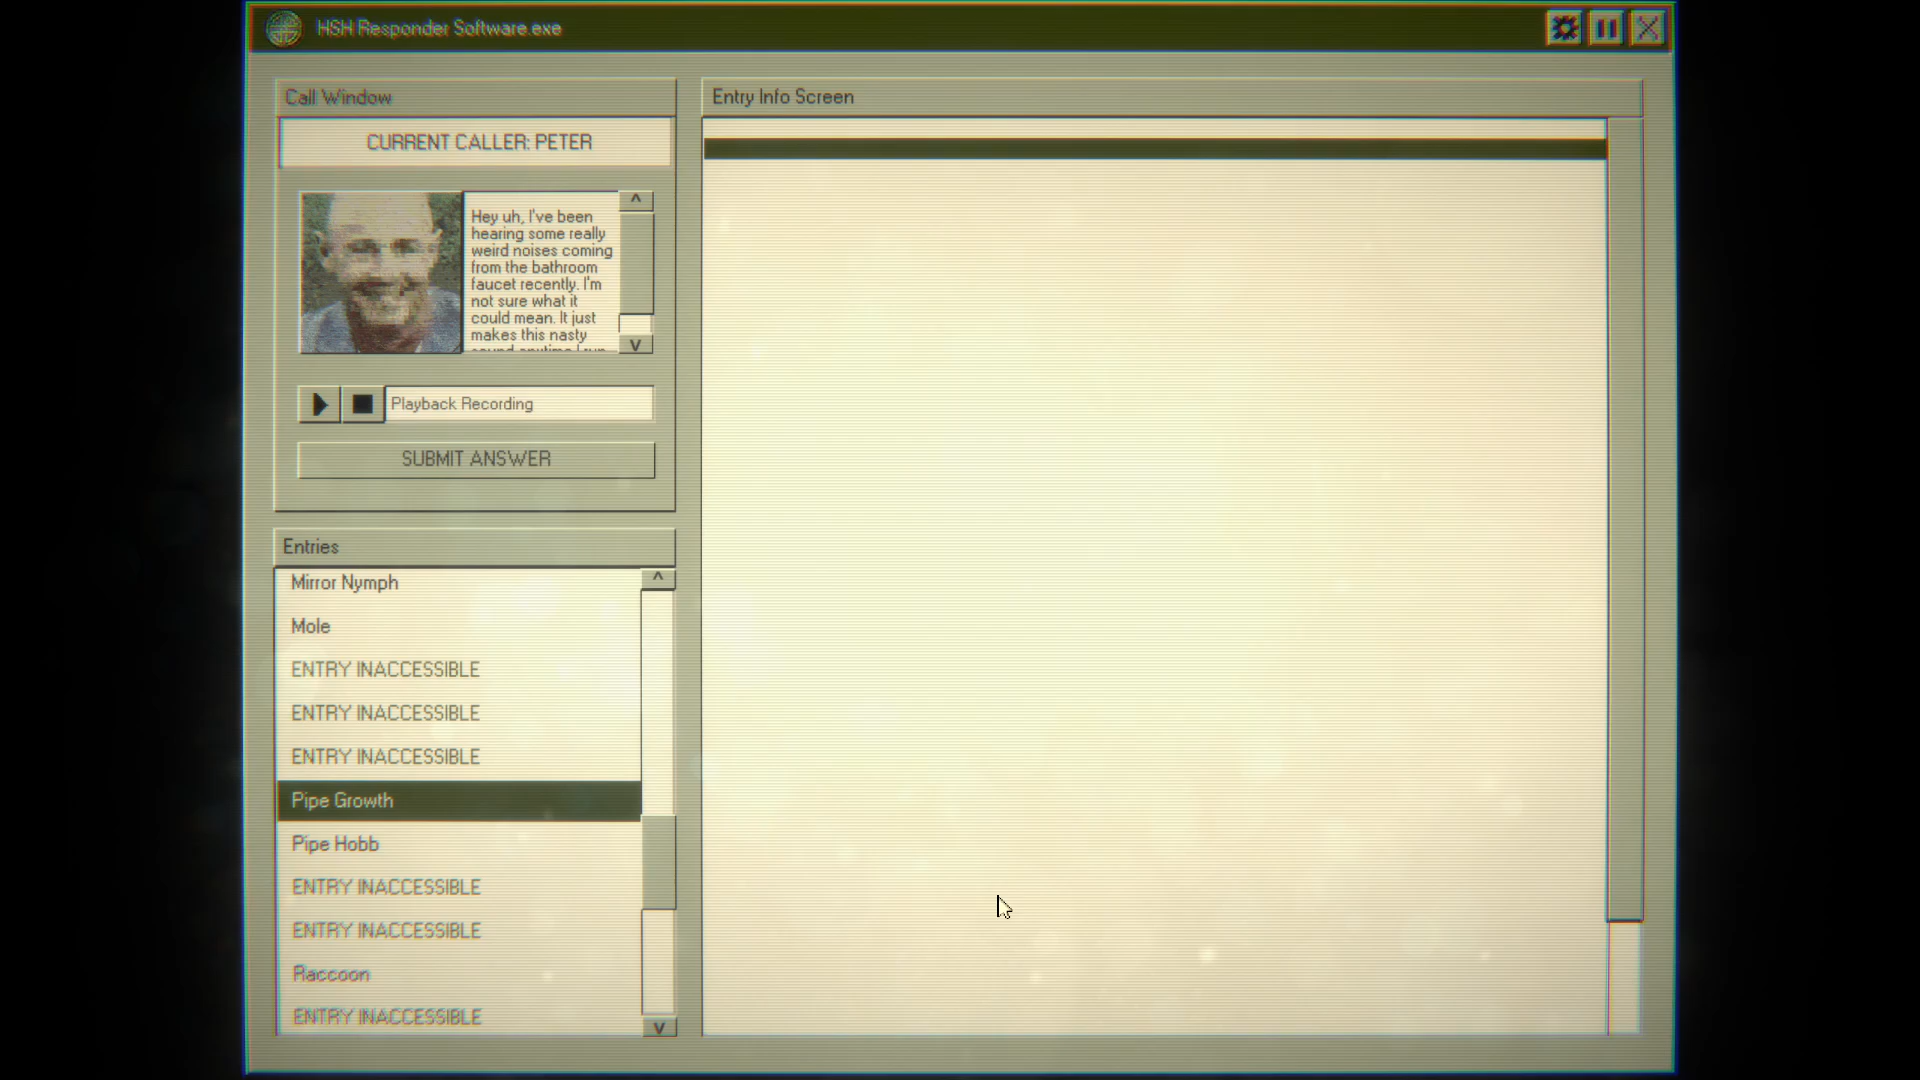 HSH Responder Software.exe
Call Window
CURRENT CALLER: PETER
Hey uh, I've been
hearing some really
weird noises coming
from the bathroom
faucet recently. I'm
not sure what it
could mean. It just
makes this nasty
sound anytime I run
^
v
Playback Recording
SUBMIT ANSWER
Entries
Mirror Nymph
Mole
ENTRY INACCESSIBLE
ENTRY INACCESSIBLE
ENTRY INACCESSIBLE
Pipe Growth
Pipe Hobb
ENTRY INACCESSIBLE
ENTRY INACCESSIBLE
Raccoon
ENTRY INACCESSIBLE
^
v
Entry Info Screen